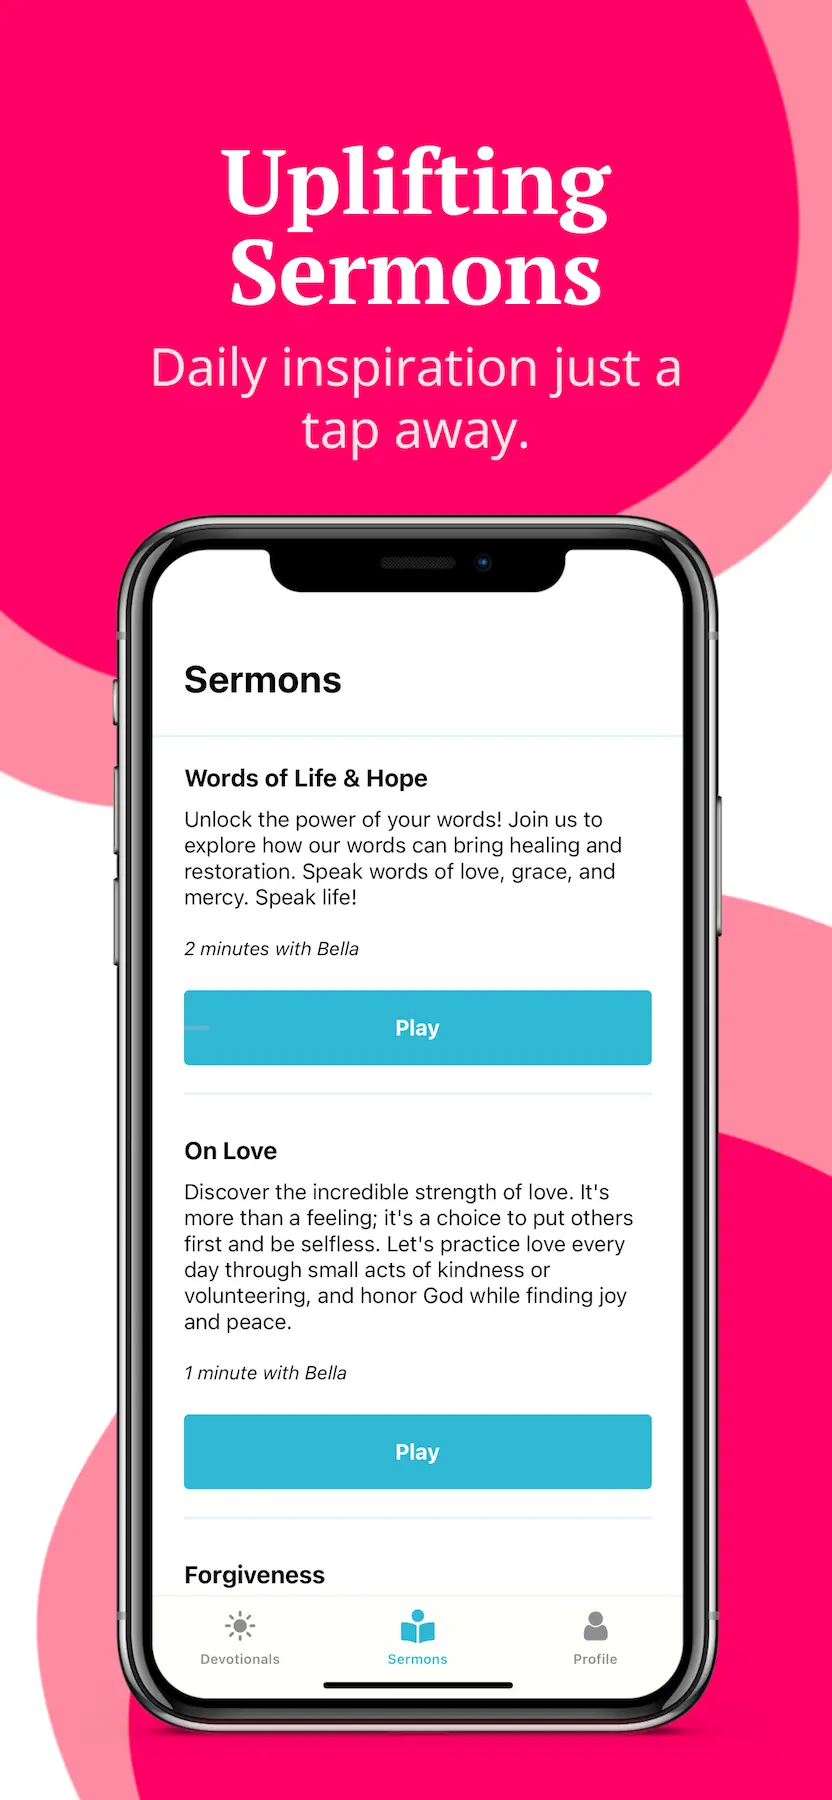 Uplifting
Sermons
Daily inspiration just a
tap away.
Sermons
Words of Life & Hope
Unlock the power of your words! Join us to
explore how our words can bring healing and
restoration. Speak words of love, grace, and
mercy. Speak life!
2 minutes with Bella
Play
On Love
Discover the incredible strength of love. It's
more than a feeling; it's a choice to put others
first and be selfless. Let's practice love every
day through small acts of kindness or
volunteering, and honor God while finding joy
and peace.
1 minute with Bella
Play
Forgiveness
Devotionals
Sermons
Profile